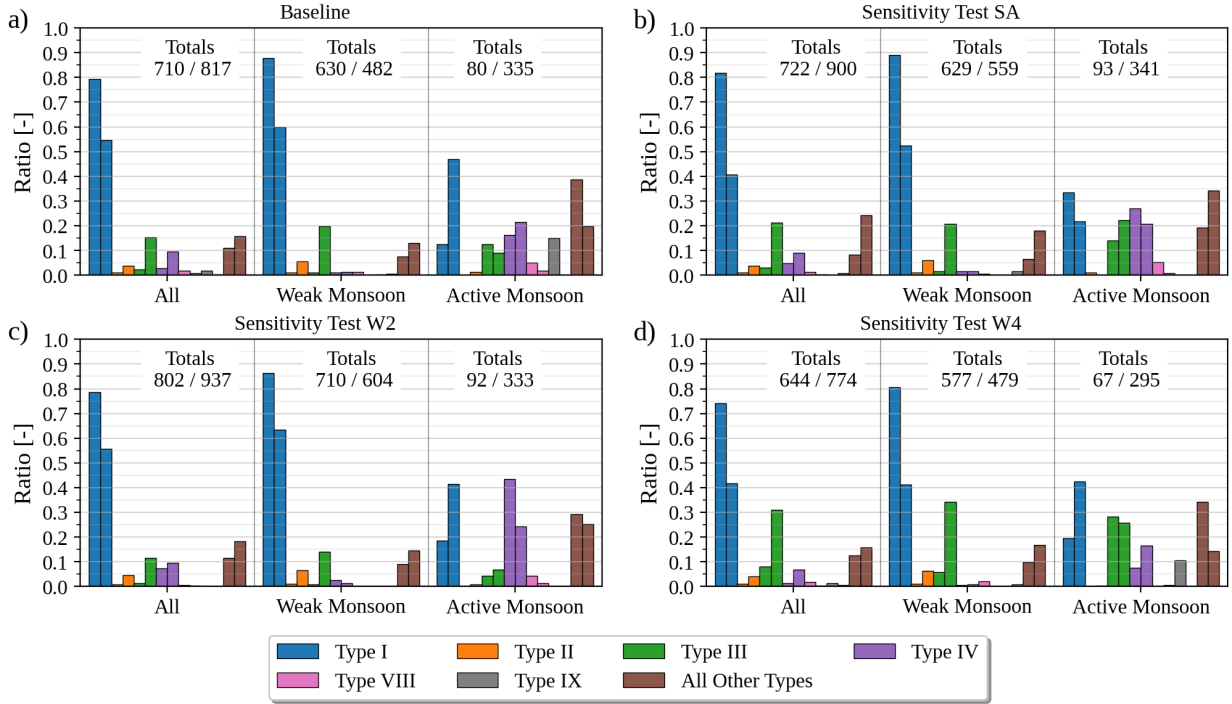 a)
Baseline
Ratio [-]
1.0
0.9
0.8
0.7
0.6
0.5
0.4
0.3
0.2
0.1
0.0
Totals
710 / 817
Totals
630 / 482
Totals
80 / 335
All
Weak Monsoon
Active Monsoon
b)
Sensitivity Test SA
Ratio [-]
1.0
0.9
0.8
0.7
0.6
0.5
0.4
0.3
0.2
0.1
0.0
Totals
722 / 900
Totals
629 / 559
Totals
93 / 341
All
Weak Monsoon
Active Monsoon
c)
Sensitivity Test W2
Ratio [-]
1.0
0.9
0.8
0.7
0.6
0.5
0.4
0.3
0.2
0.1
0.0
Totals
802 / 937
Totals
710 / 604
Totals
92 / 333
All
Weak Monsoon
Active Monsoon
d)
Sensitivity Test W4
Ratio [-]
1.0
0.9
0.8
0.7
0.6
0.5
0.4
0.3
0.2
0.1
0.0
Totals
644 / 774
Totals
577 / 479
Totals
67 / 295
All
Weak Monsoon
Active Monsoon
Type I
Type II
Type III
Type IV
Type VIII
Type IX
All Other Types